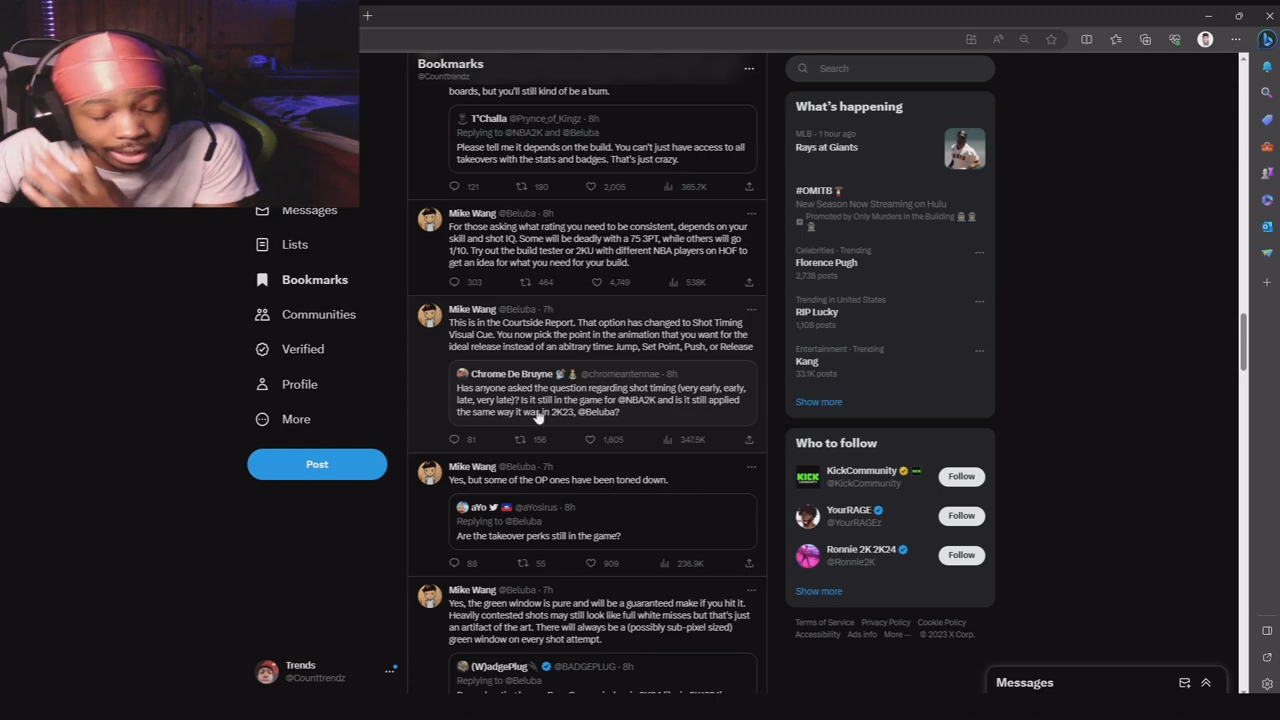 Bookmarks
@Counttrendz
boards, but you'll still kind of be a bum.
T'Challa @Prynce_of_Kingz · 8h
Replying to @NBA2K and @Beluba
Please tell me it depends on the build. You can't just have access to all
takeovers with the stats and badges. That's just crazy.
121 180 2,005 365.7K
Mike Wang @Beluba · 8h
For those asking what rating you need to be consistent, depends on your
skill and shot IQ. Some will be deadly with a 75 3PT, while others will go
1/10. Try out the build tester or 2KU with different NBA players on HOF to
get an idea for what you need for your build.
303 464 4,749 538K
Mike Wang @Beluba · 7h
This is in the Courtside Report. That option has changed to Shot Timing
Visual Cue. You now pick the point in the animation that you want for the
ideal release instead of an abitrary time: Jump, Set Point, Push, or Release
Chrome De Bruyne @chromeantennae · 8h
Has anyone asked the question regarding shot timing (very early, early,
late, very late)? Is it still in the game for @NBA2K and is it still applied
the same way it was in 2K23, @Beluba?
81 156 1,605 347.5K
Mike Wang @Beluba · 7h
Yes, but some of the OP ones have been toned down.
aYo @aYosirus · 8h
Replying to @Beluba
Are the takeover perks still in the game?
88 55 909 236.9K
Mike Wang @Beluba · 7h
Yes, the green window is pure and will be a guaranteed make if you hit it.
Heavily contested shots may still look like full white misses but that's just
an artifact of the art. There will always be a (possibly sub-pixel sized)
green window on every shot attempt.
(W)adgePlug @BADGEPLUG · 8h
Replying to @Beluba
Messages
Lists
Bookmarks
Communities
Verified
Profile
More
Post
Trends
@Counttrendz
Search
What's happening
MLB · 1 hour ago
Rays at Giants
#OMITB
New Season Now Streaming on Hulu
Promoted by Only Murders in the Building
Celebrities · Trending
Florence Pugh
2,738 posts
Trending in United States
RIP Lucky
1,108 posts
Entertainment · Trending
Kang
33.1K posts
Show more
Who to follow
KickCommunity
@KickCommunity
Follow
YourRAGE
@YourRAGEz
Follow
Ronnie 2K 2K24
@Ronnie2K
Follow
Show more
Terms of Service Privacy Policy Cookie Policy
Accessibility Ads info More ··· © 2023 X Corp.
Messages